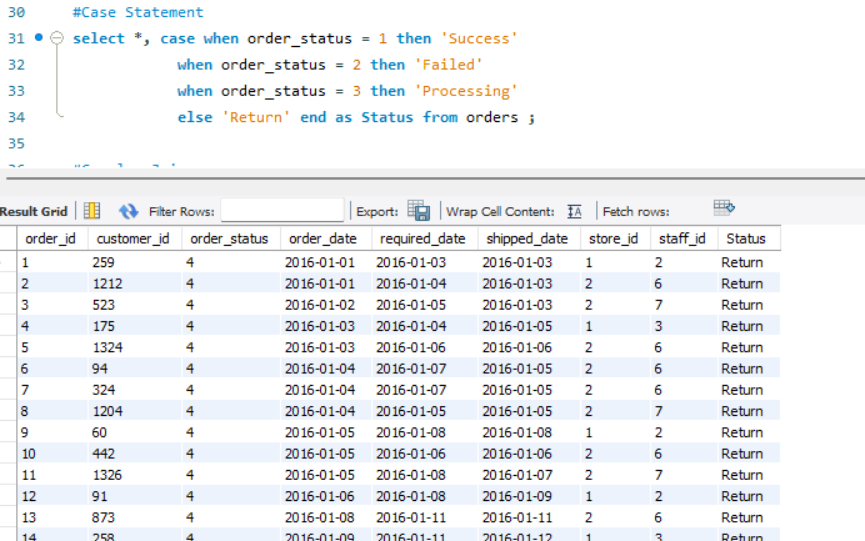 30 #Case Statement
31 select *, case when order_status = 1 then 'Success'
32 when order_status = 2 then 'Failed'
33 when order_status = 3 then 'Processing'
34 else 'Return' end as Status from orders ;
35
Result Grid Filter Rows: Export: Wrap Cell Content: Fetch rows:
order_id customer_id order_status order_date required_date shipped_date store_id staff_id Status
1 259 4 2016-01-01 2016-01-03 2016-01-03 1 2 Return
2 1212 4 2016-01-01 2016-01-04 2016-01-03 2 6 Return
3 523 4 2016-01-02 2016-01-05 2016-01-03 2 7 Return
4 175 4 2016-01-03 2016-01-04 2016-01-05 1 3 Return
5 1324 4 2016-01-03 2016-01-06 2016-01-06 2 6 Return
6 94 4 2016-01-04 2016-01-07 2016-01-05 2 6 Return
7 324 4 2016-01-04 2016-01-07 2016-01-05 2 6 Return
8 1204 4 2016-01-04 2016-01-05 2016-01-05 2 7 Return
9 60 4 2016-01-05 2016-01-08 2016-01-08 1 2 Return
10 442 4 2016-01-05 2016-01-06 2016-01-06 2 6 Return
11 1326 4 2016-01-05 2016-01-08 2016-01-07 2 7 Return
12 91 4 2016-01-06 2016-01-08 2016-01-09 1 2 Return
13 873 4 2016-01-08 2016-01-11 2016-01-11 2 6 Return
14 258 4 2016-01-09 2016-01-11 2016-01-12 1 3 Return